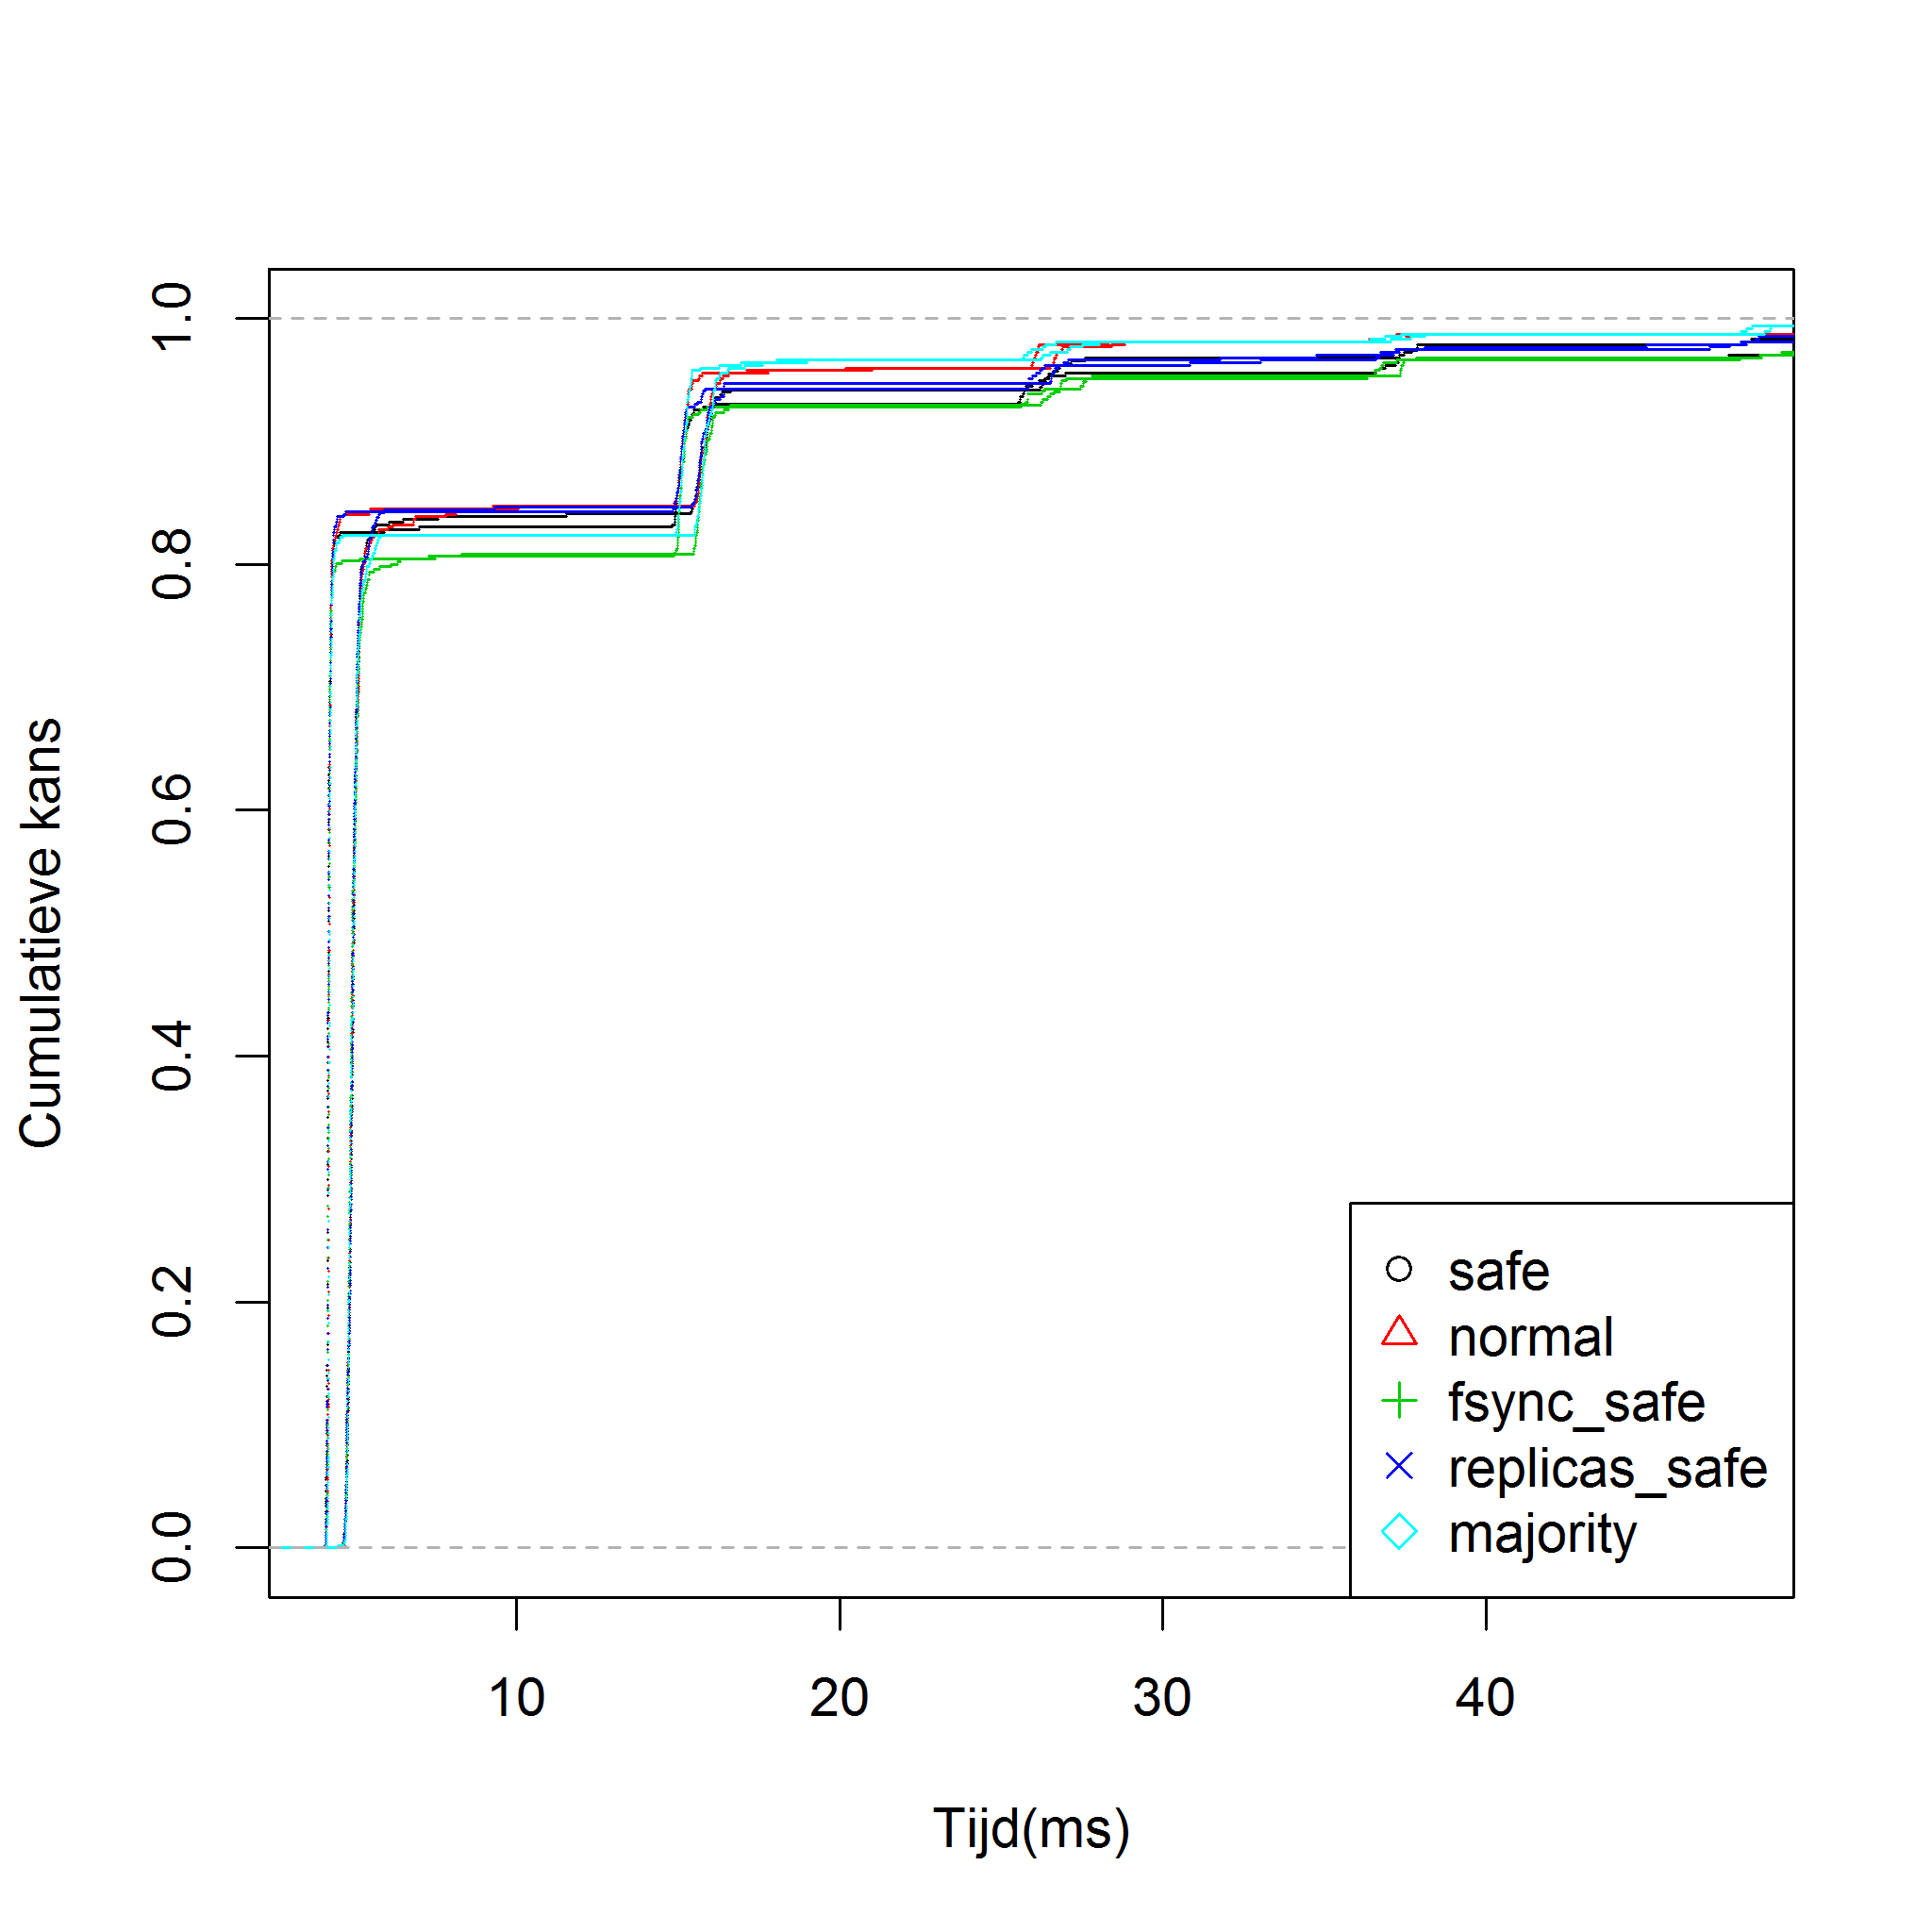 Cumulatieve kans
1.0
0.8
0.6
0.4
0.2
0.0
safe
normal
fsync_safe
replicas_safe
majority
10 20 30 40
Tijd(ms)